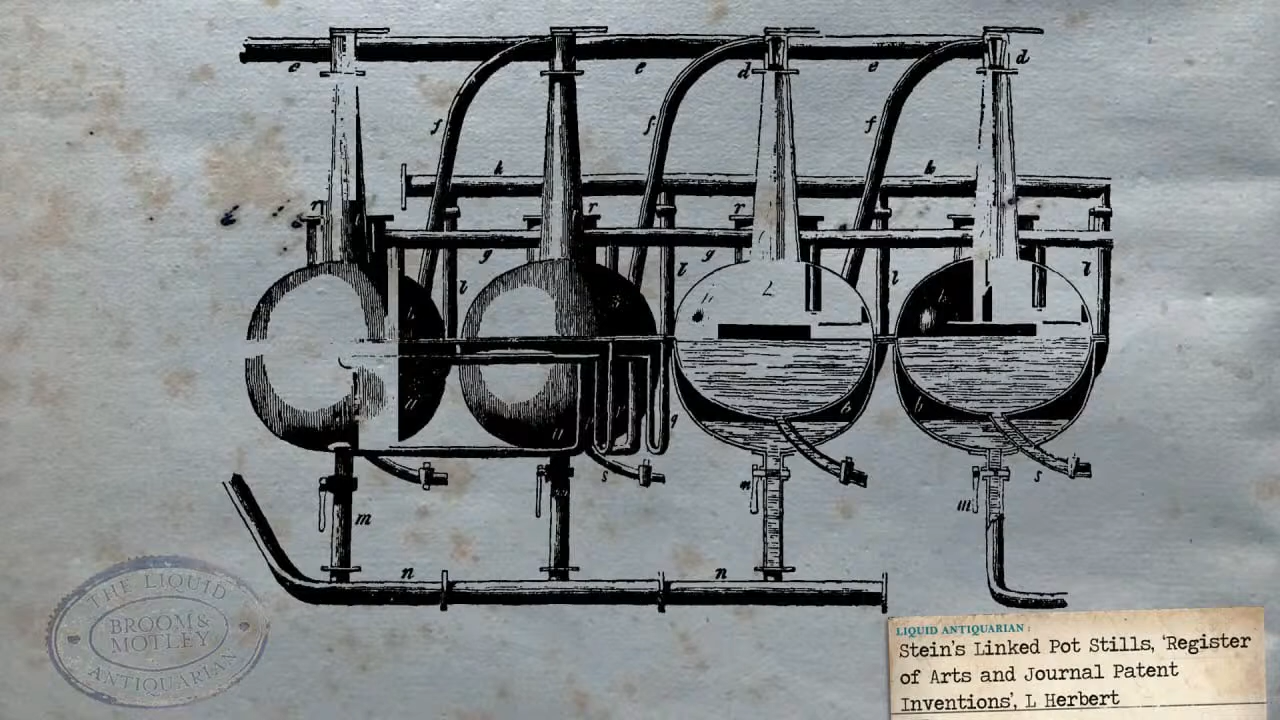 e
e
d
e
d
f
f
f
k
k
r
r
r
g
g
l
l
l
l
s
m
m
n
n
THE LIQUID
BROOM &
MOTLEY
ANTIQUARIAN
LIQUID ANTIQUARIAN :
Stein's Linked Pot Stills, 'Register
of Arts and Journal Patent
Inventions', L Herbert